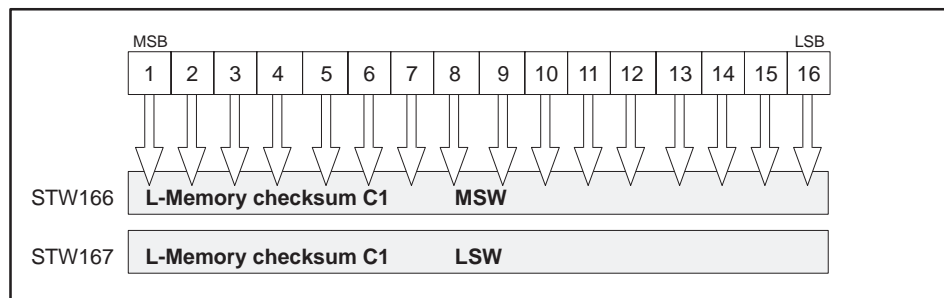 MSB LSB
1 2 3 4 5 6 7 8 9 10 11 12 13 14 15 16
STW166 L-Memory checksum C1 MSW
STW167 L-Memory checksum C1 LSW